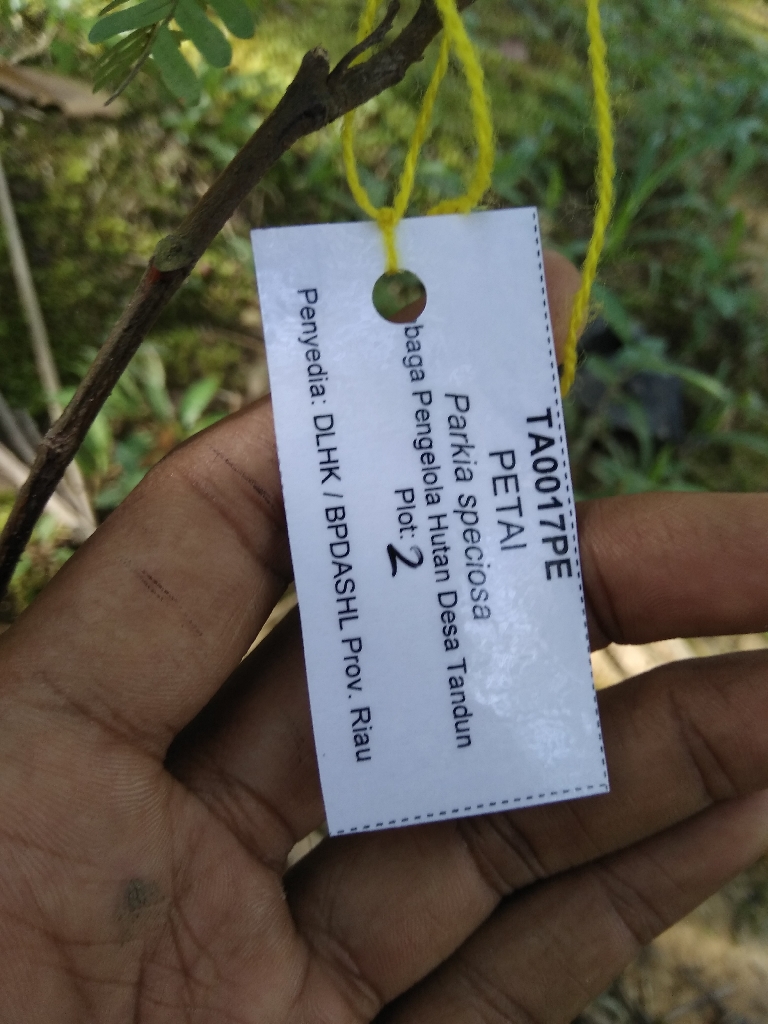 TA0017PE
PETAI
Parkia speciosa
baga Pengelola Hutan Desa Tandun
Plot: 2
Penyedia: DLHK / BPDASHL Prov. Riau